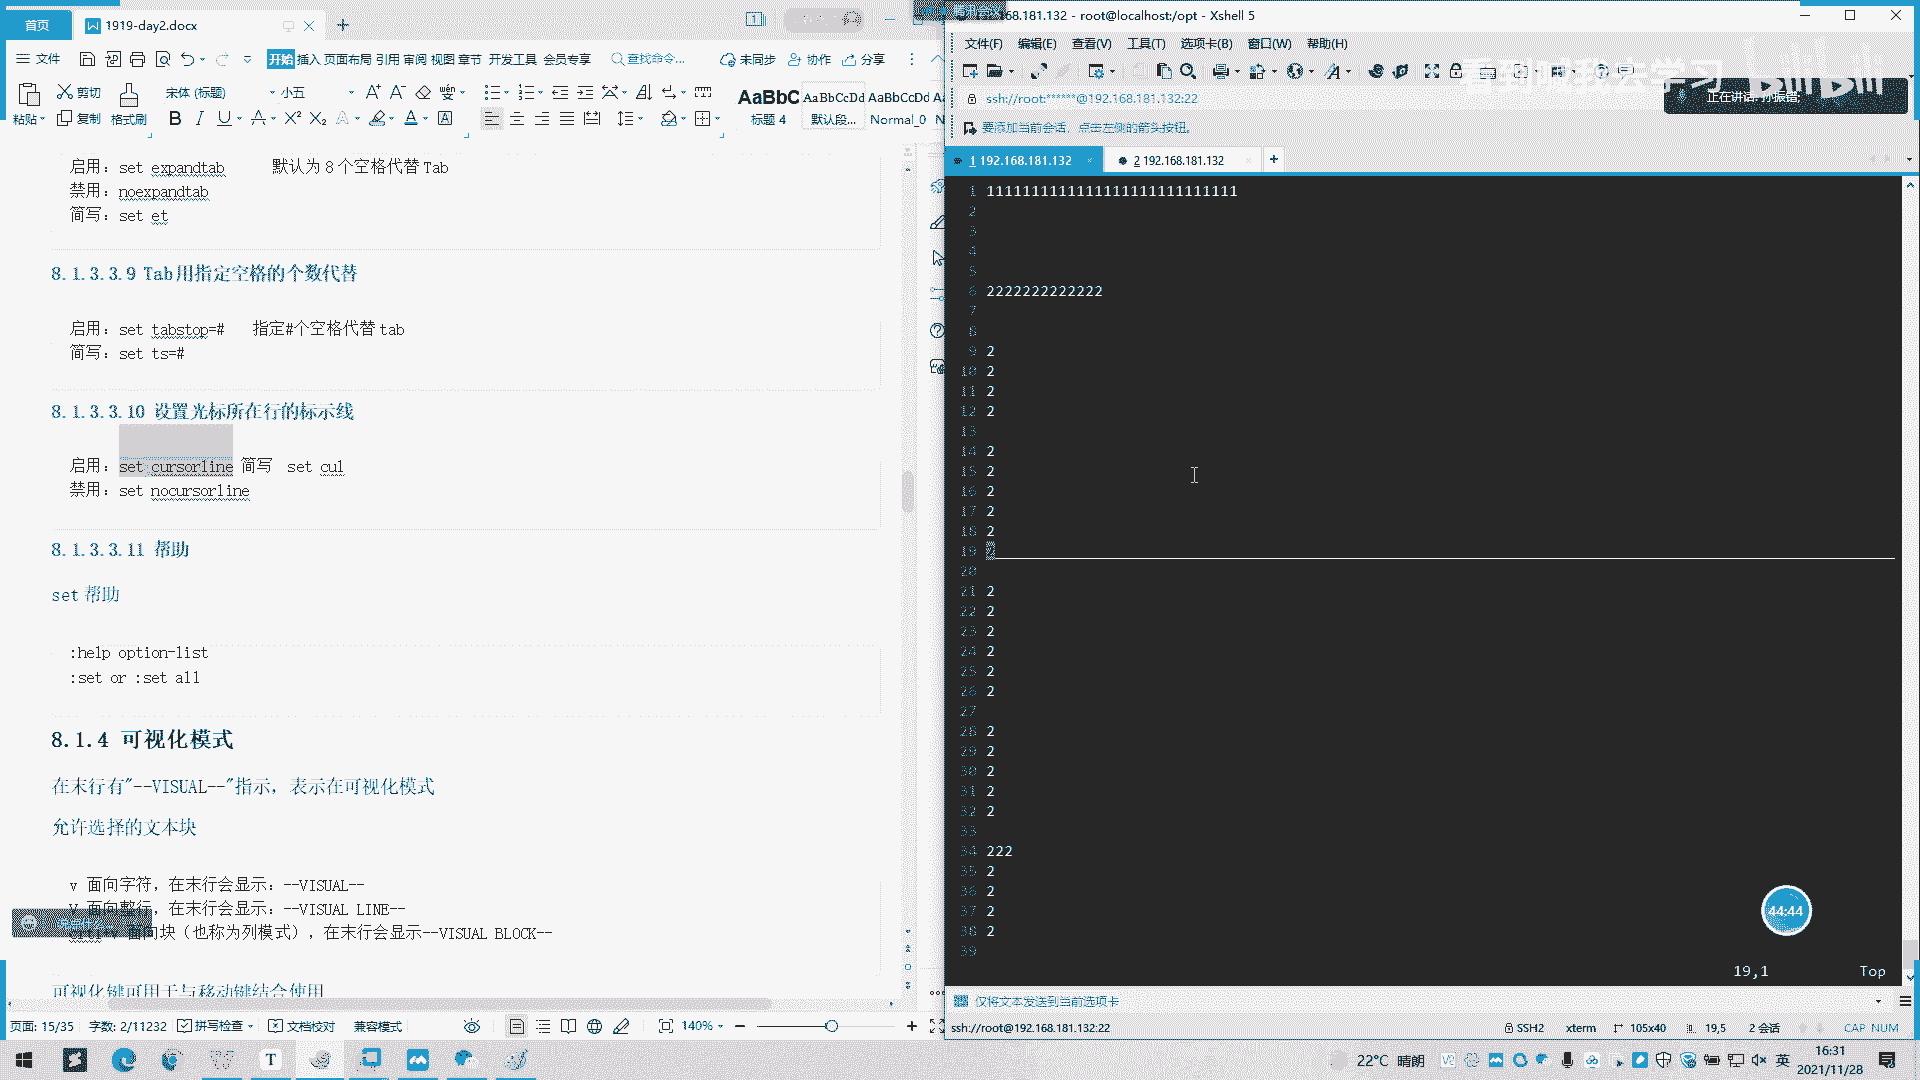 首页
1919-day2.docx
文件
开始 插入 页面布局 引用 审阅 视图 章节 开发工具 会员专享
查找命令...
未同步 协作 分享
粘贴
剪切
复制
格式刷
宋体 (标题)
小五
AaBbC
标题 4
AaBbCcDd
默认段...
AaBbCcDd
Normal_0
启用：set expandtab 默认为8个空格代替Tab
禁用：noexpandtab
简写：set et
8.1.3.3.9 Tab用指定空格的个数代替
启用：set tabstop=# 指定#个空格代替tab
简写：set ts=#
8.1.3.3.10 设置光标所在行的标示线
启用：set cursorline 简写 set cul
禁用：set nocursorline
8.1.3.3.11 帮助
set 帮助
:help option-list
:set or :set all
8.1.4 可视化模式
在末行有"--VISUAL--"指示，表示在可视化模式
允许选择的文本块
v 面向字符，在末行会显示：--VISUAL--
V 面向整行，在末行会显示：--VISUAL LINE--
面向块（也称为列模式），在末行会显示--VISUAL BLOCK--
可视化键可用于与移动键结合使用
页面: 15/35 字数: 2/11232 拼写检查 文档校对 兼容模式 140%
168.181.132 - root@localhost:/opt - Xshell 5
文件(F) 编辑(E) 查看(V) 工具(T) 选项卡(B) 窗口(W) 帮助(H)
ssh://root:******@192.168.181.132:22
要添加当前会话，点击左侧的箭头按钮。
1 192.168.181.132
2 192.168.181.132
1 1111111111111111111111111111
2
3
4
5
6 2222222222222
7
8
9 2
10 2
11 2
12 2
13
14 2
15 2
16 2
17 2
18 2
19 2
20
21 2
22 2
23 2
24 2
25 2
26 2
27
28 2
29 2
30 2
31 2
32 2
33
34 222
35 2
36 2
37 2
38 2
39
44:44
19,1 Top
仅将文本发送到当前选项卡
ssh://root@192.168.181.132:22 SSH2 xterm 105x40 19,5 2 会话 CAP NUM
22°C 晴朗
英
16:31
2021/11/28